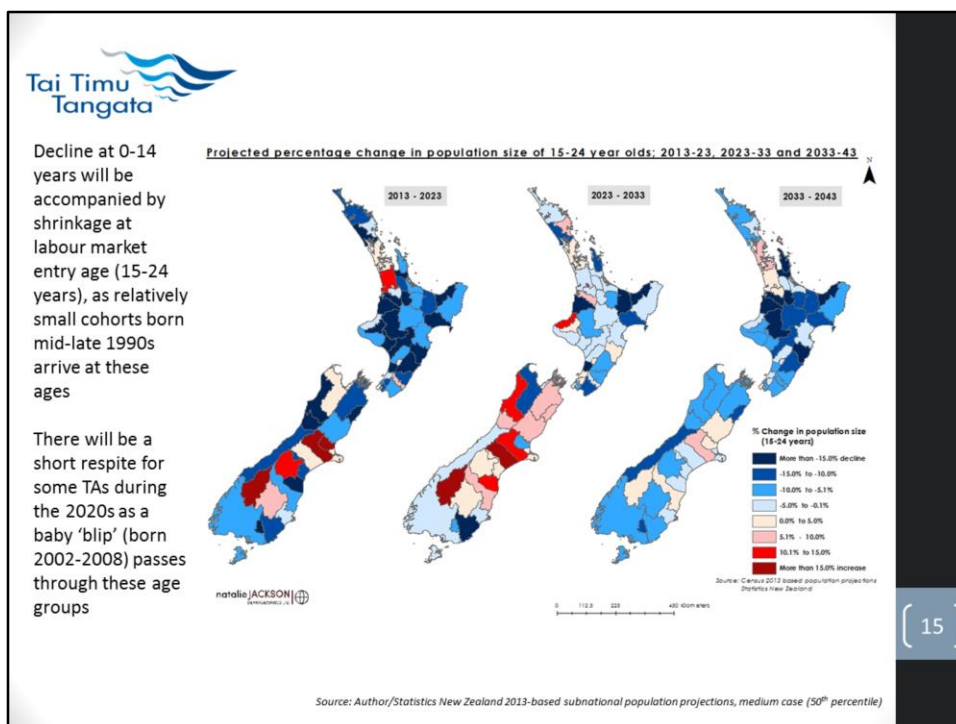 Tai Timu
Tangata
Decline at 0-14
years will be
accompanied by
shrinkage at
labour market
entry age (15-24
years), as relatively
small cohorts born
mid-late 1990s
arrive at these
ages
There will be a
short respite for
some TAs during
the 2020s as a
baby ‘blip’ (born
2002-2008) passes
through these age
groups
Projected percentage change in population size of 15-24 year olds; 2013-23, 2023-33 and 2033-43
N
2013 - 2023
2023 - 2033
2033 - 2043
% Change in population size
(15-24 years)
More than -15.0% decline
-15.0% to -10.0%
-10.0% to -5.1%
-5.0% to -0.1%
0.0% to 5.0%
5.1% - 10.0%
10.1% to 15.0%
More than 15.0% increase
Source: Census 2013 based population projections
Statistics New Zealand
natalie JACKSON
0 112.5 225 450 Kilometers
15
Source: Author/Statistics New Zealand 2013-based subnational population projections, medium case (50th percentile)